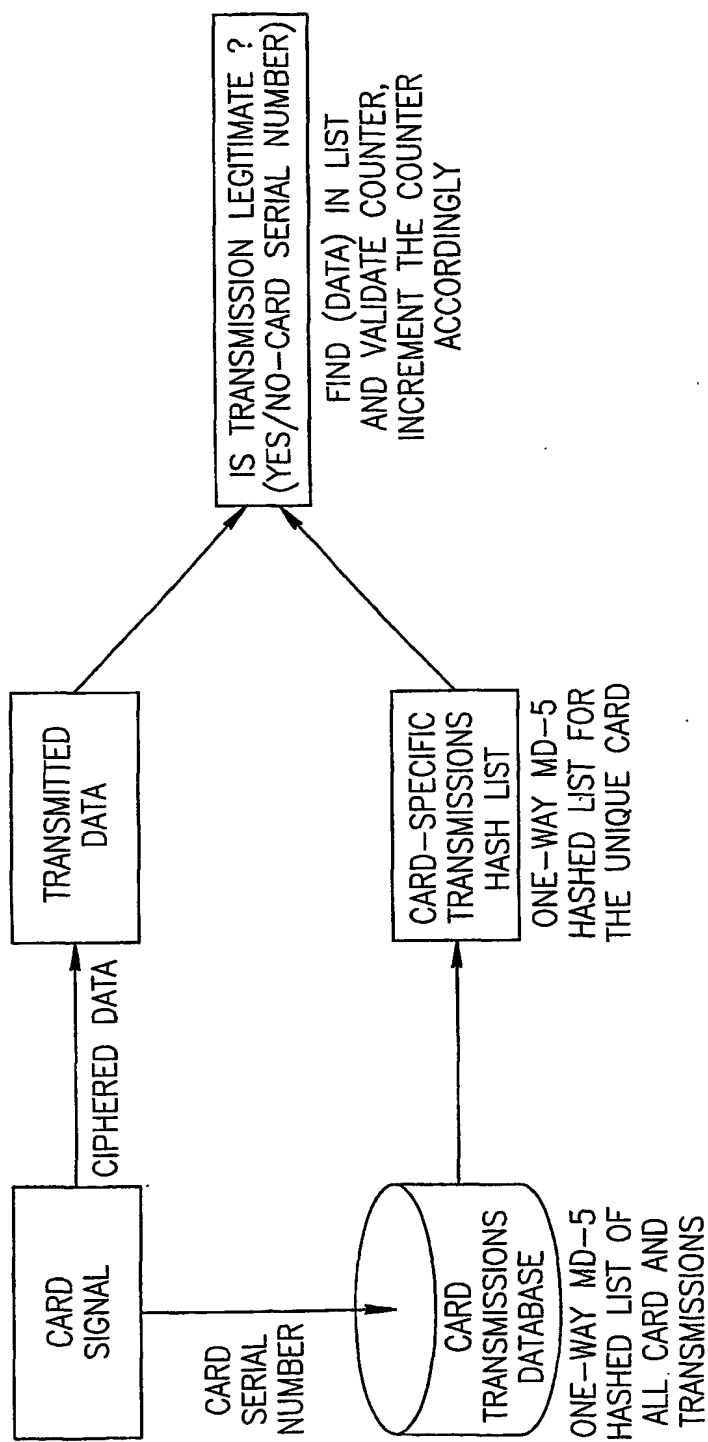 CARD
SIGNAL
CIPHERED DATA
TRANSMITTED
DATA
CARD
SERIAL
NUMBER
CARD
TRANSMISSIONS
DATABASE
ONE-WAY MD-5
HASHED LIST OF
ALL CARD AND
TRANSMISSIONS
CARD-SPECIFIC
TRANSMISSIONS
HASH LIST
ONE-WAY MD-5
HASHED LIST FOR
THE UNIQUE CARD
IS TRANSMISSION LEGITIMATE ?
(YES/NO-CARD SERIAL NUMBER)
FIND (DATA) IN LIST
AND VALIDATE COUNTER,
INCREMENT THE COUNTER
ACCORDINGLY